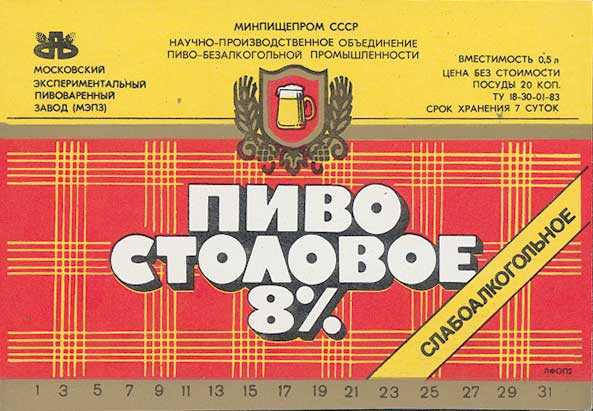 МИНПИЩЕПРОМ СССР
НАУЧНО-ПРОИЗВОДСТВЕННОЕ ОБЪЕДИНЕНИЕ
ПИВО-БЕЗАЛКОГОЛЬНОЙ ПРОМЫШЛЕННОСТИ
МОСКОВСКИЙ
ЭКСПЕРИМЕНТАЛЬНЫЙ
ПИВОВАРЕННЫЙ
ЗАВОД (МЭПЗ)
ВМЕСТИМОСТЬ 0,5 л
ЦЕНА БЕЗ СТОИМОСТИ
ПОСУДЫ 20 КОП.
ТУ 18-30-01-83
СРОК ХРАНЕНИЯ 7 СУТОК
ПИВО
СТОЛОВОЕ
8%
СЛАБОАЛКОГОЛЬНОЕ
1 3 5 7 9 11 13 15 17 19 21 23 25 27 29 31